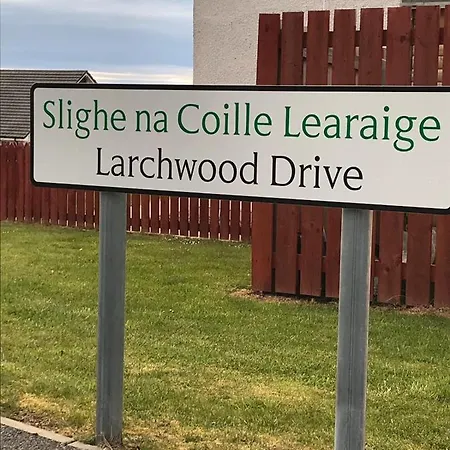 Slighe na Coille Learaige
Larchwood Drive